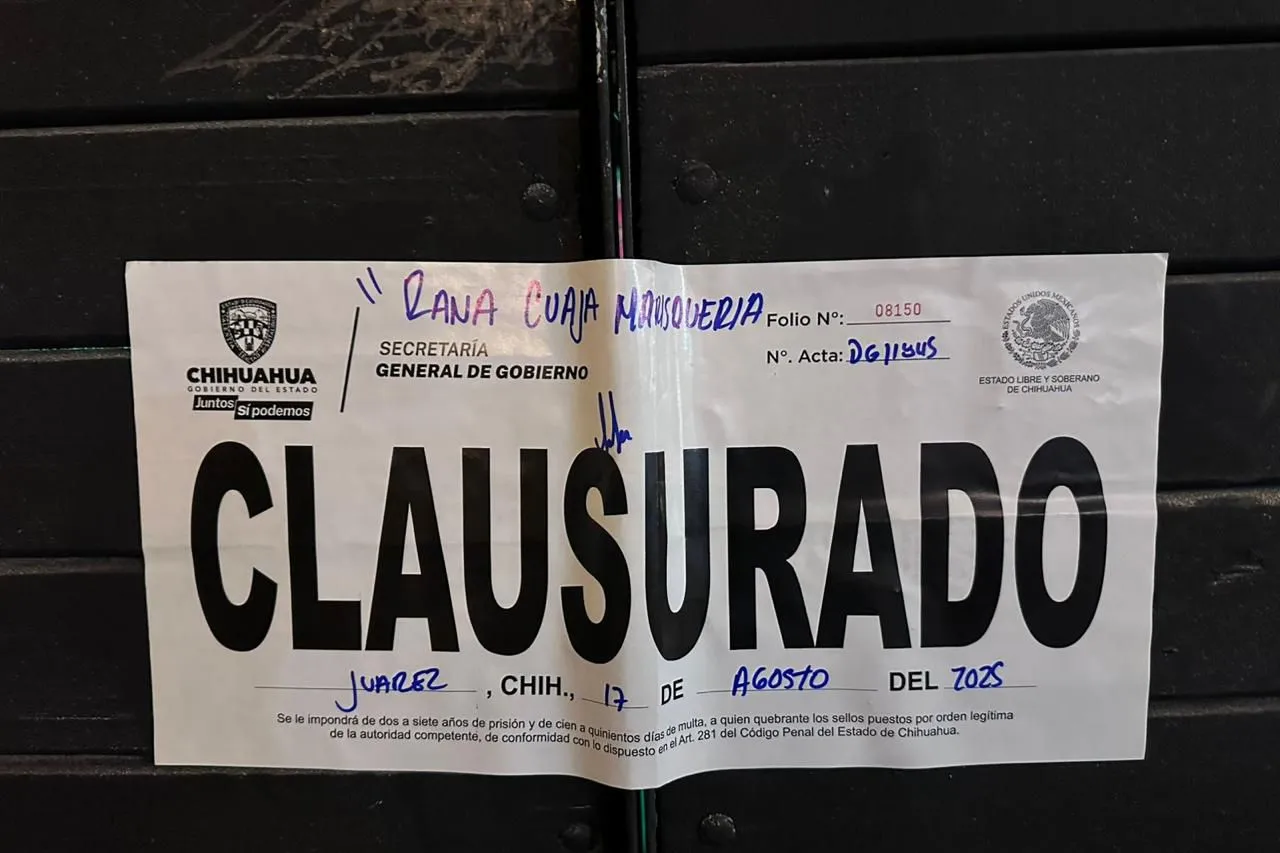 "RANA CUAJA MARISQUERIA
CHIHUAHUA
GOBIERNO DEL ESTADO
Juntos Sí podemos
SECRETARÍA
GENERAL DE GOBIERNO
Folio Nº: 08150
Nº. Acta:
ESTADOS UNIDOS MEXICANOS
ESTADO LIBRE Y SOBERANO
DE CHIHUAHUA
CLAUSURADO
JUAREZ, CHIH., 17 DE AGOSTO DEL 2025
Se le impondrá de dos a siete años de prisión y de cien a quinientos días de multa, a quien quebrante los sellos puestos por orden legítima
de la autoridad competente, de conformidad con lo dispuesto en el Art. 281 del Código Penal del Estado de Chihuahua.